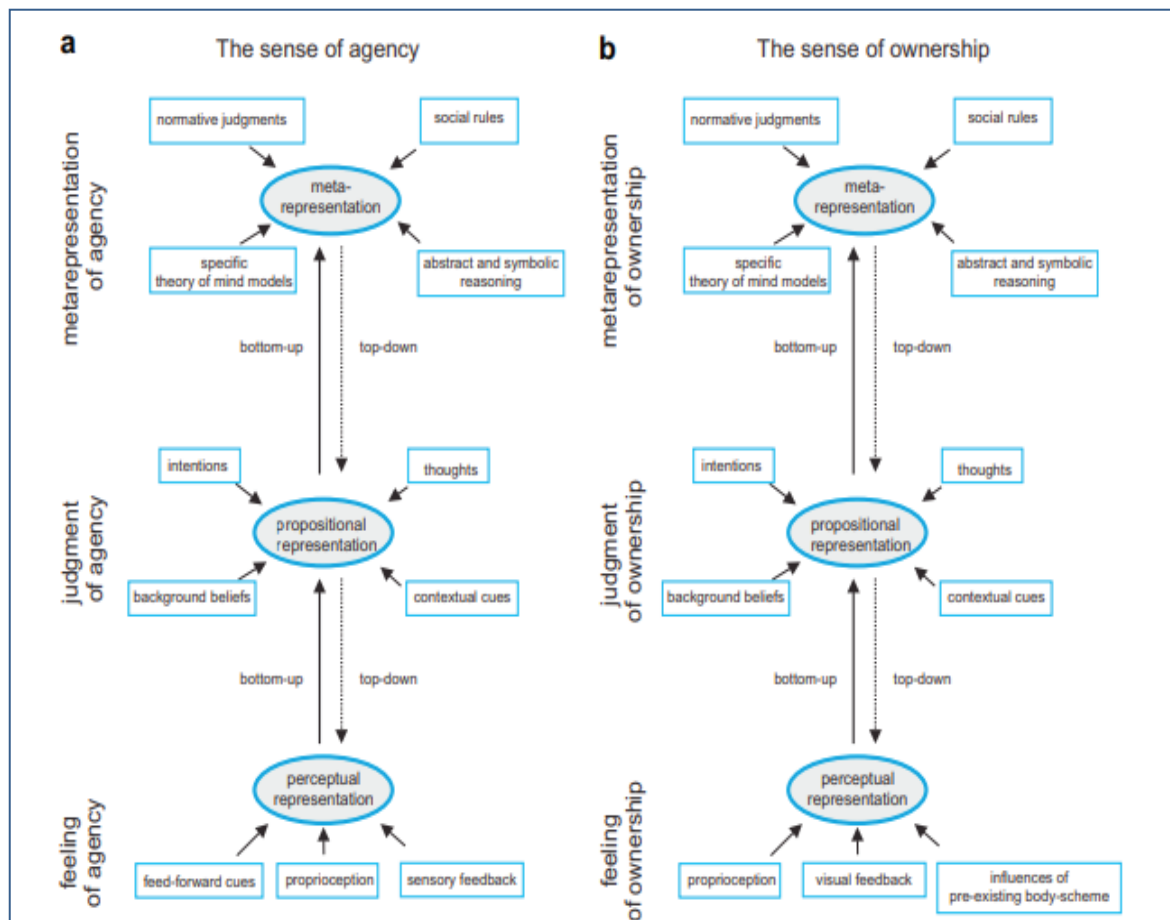 a
The sense of agency
b
The sense of ownership
metarepresentation
of agency
normative judgments
social rules
meta-
representation
specific
theory of mind models
abstract and symbolic
reasoning
bottom-up
top-down
judgment
of agency
intentions
thoughts
propositional
representation
background beliefs
contextual cues
bottom-up
top-down
feeling
of agency
perceptual
representation
feed-forward cues
proprioception
sensory feedback
metarepresentation
of ownership
normative judgments
social rules
meta-
representation
specific
theory of mind models
abstract and symbolic
reasoning
bottom-up
top-down
judgment
of ownership
intentions
thoughts
propositional
representation
background beliefs
contextual cues
bottom-up
top-down
feeling
of ownership
perceptual
representation
proprioception
visual feedback
influences of
pre-existing body-scheme